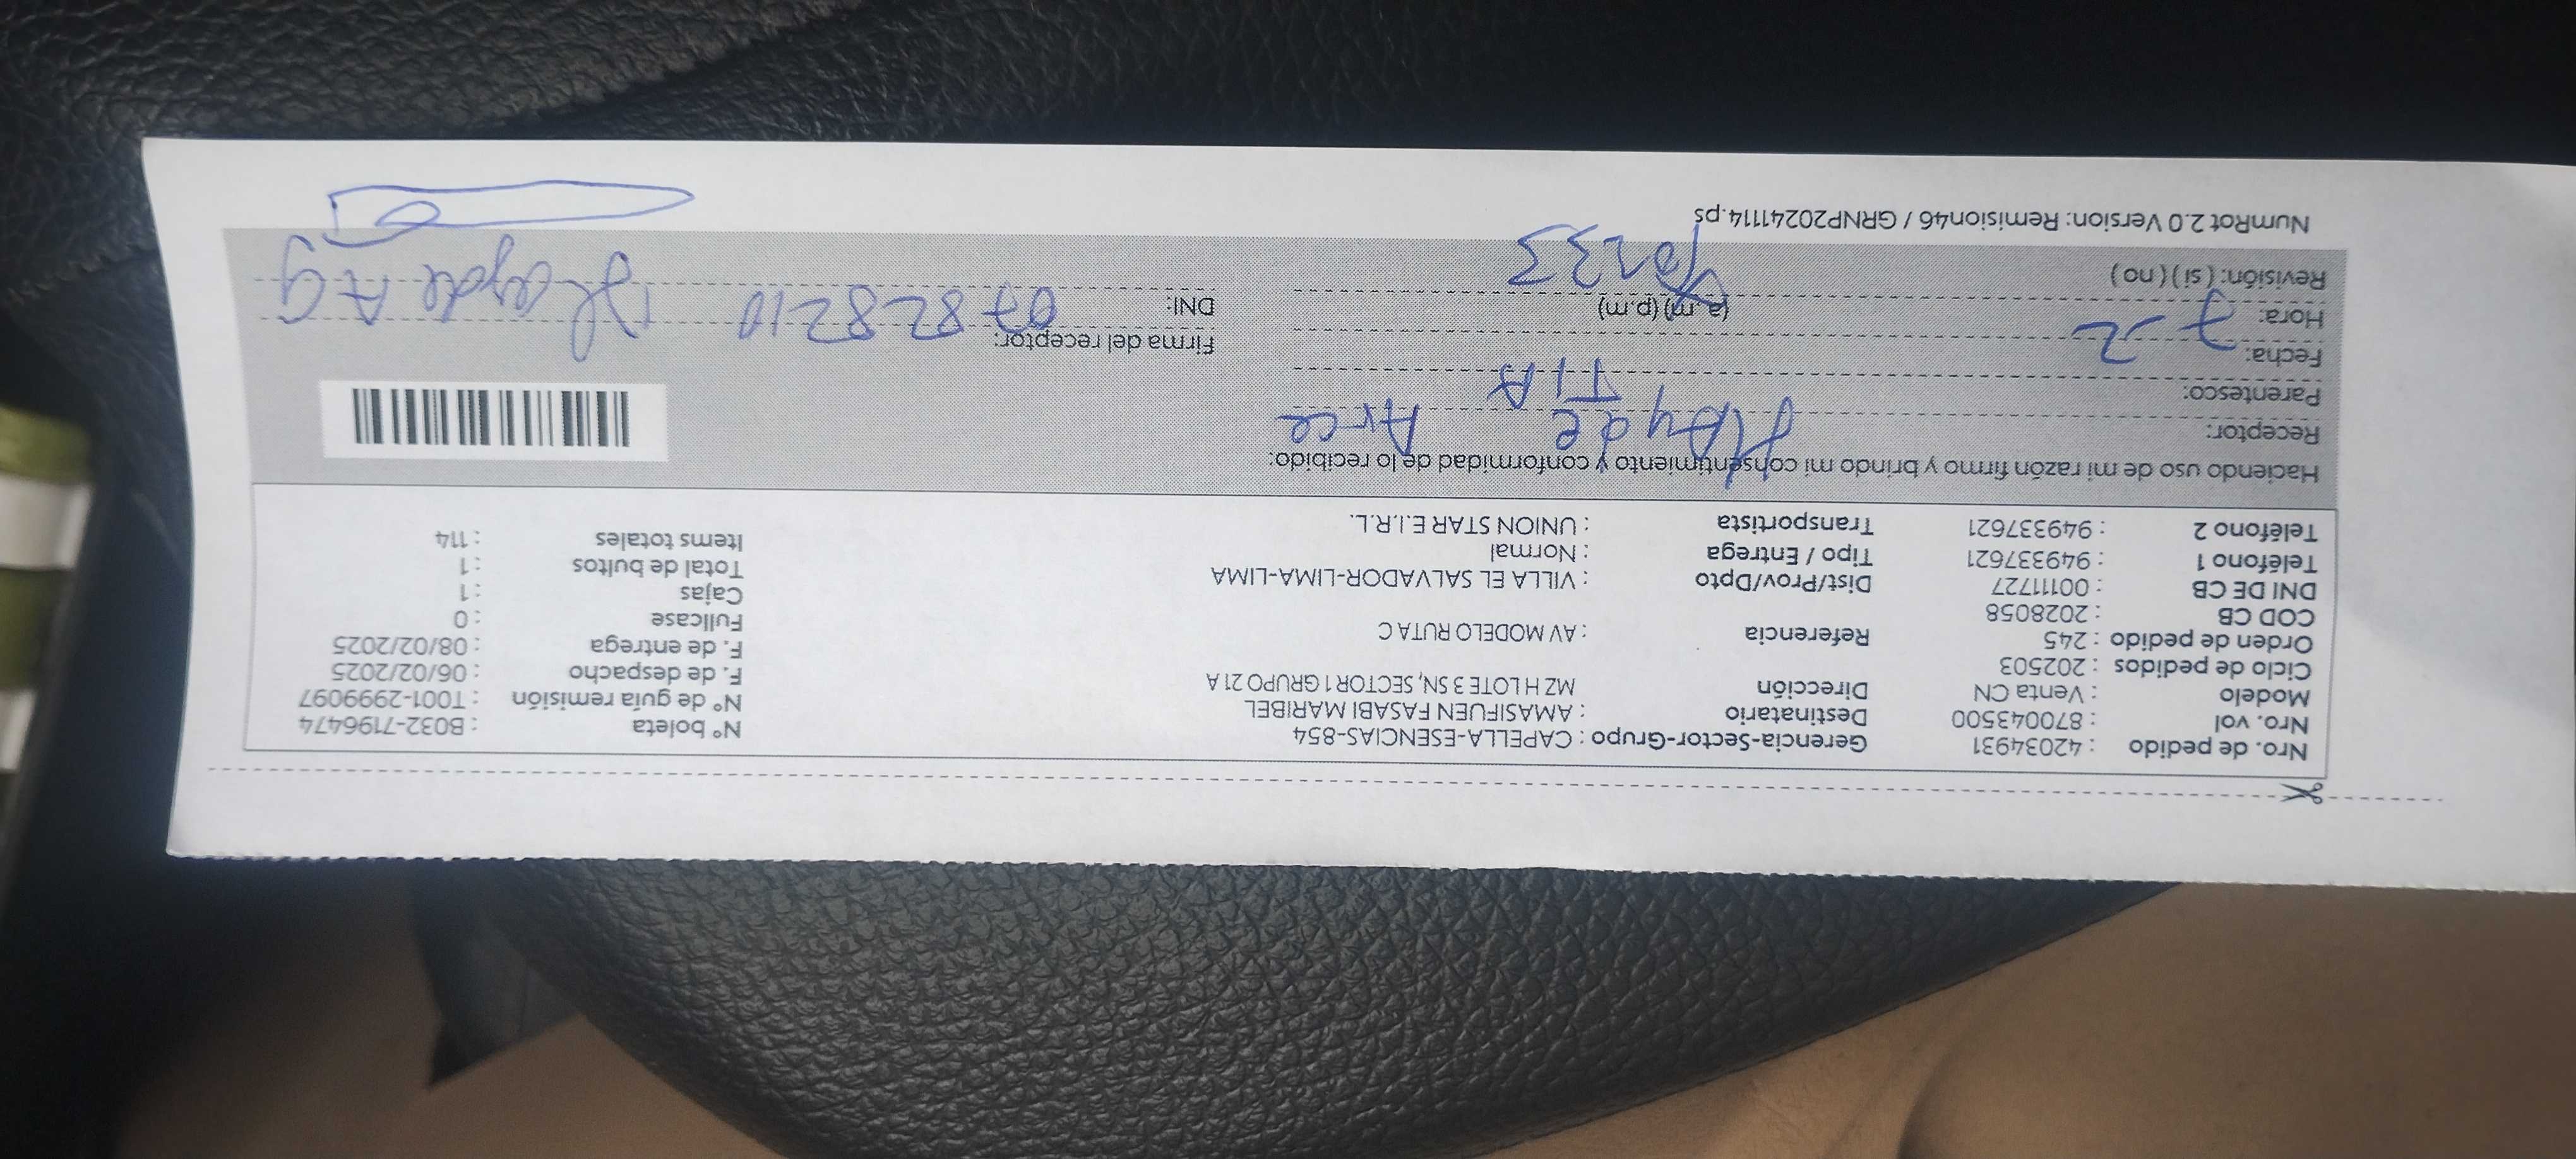 Nro. de pedido : 42034931
Nro. vol : 870043500
Modelo : Venta CN
Ciclo de pedidos : 202503
Orden de pedido : 245
COD CB : 2028058
DNI DE CB : 00111727
Teléfono 1 : 949337621
Teléfono 2 : 949337621
Gerencia-Sector-Grupo : CAPELLA-ESENCIAS-854
Destinatario : AMASIFUEN FASABI MARIBEL
Dirección MZ H LOTE 3 SN, SECTOR 1 GRUPO 21 A
Referencia : AV MODELO RUTA C
Dist/Prov/Dpto : VILLA EL SALVADOR-LIMA-LIMA
Tipo / Entrega : Normal
Transportista : UNION STAR E.I.R.L.
N° boleta : B032-7196474
N° de guía remisión : T001-2999097
F. de despacho : 06/02/2025
F. de entrega : 08/02/2025
Fullcase : 0
Cajas : 1
Total de bultos : 1
Items totales : 114
Haciendo uso de mi razón firmo y brindo mi consentimiento y conformidad de lo recibido:
Receptor: HAyde Arce
Parentesco: TIA
Fecha: 7-2
Hora: (a.m) (p.m)
Revisión: ( si ) ( no )
Firma del receptor:
DNI: 07828210
Hayde A G
NumRot 2.0 Version: Remision46 / GRNP20241114.ps